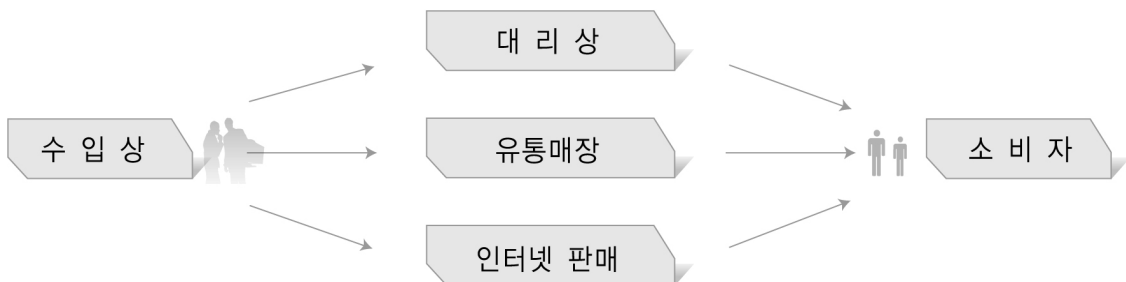 수 입 상
대 리 상
유통매장
인터넷 판매
소 비 자